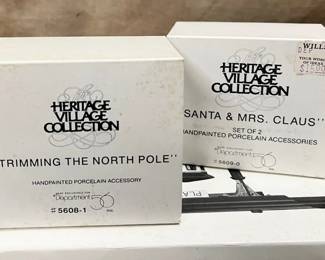 HERITAGE
VILLAGE
COLLECTION
TRIMMING THE NORTH POLE''
HANDPAINTED PORCELAIN ACCESSORY
Department 56
# 5608-1
HERITAGE
VILLAGE
COLLECTION
SANTA & MRS. CLAUS''
SET OF 2
HANDPAINTED PORCELAIN ACCESSORIES
Department 56
# 5609-0
WILL
PLA